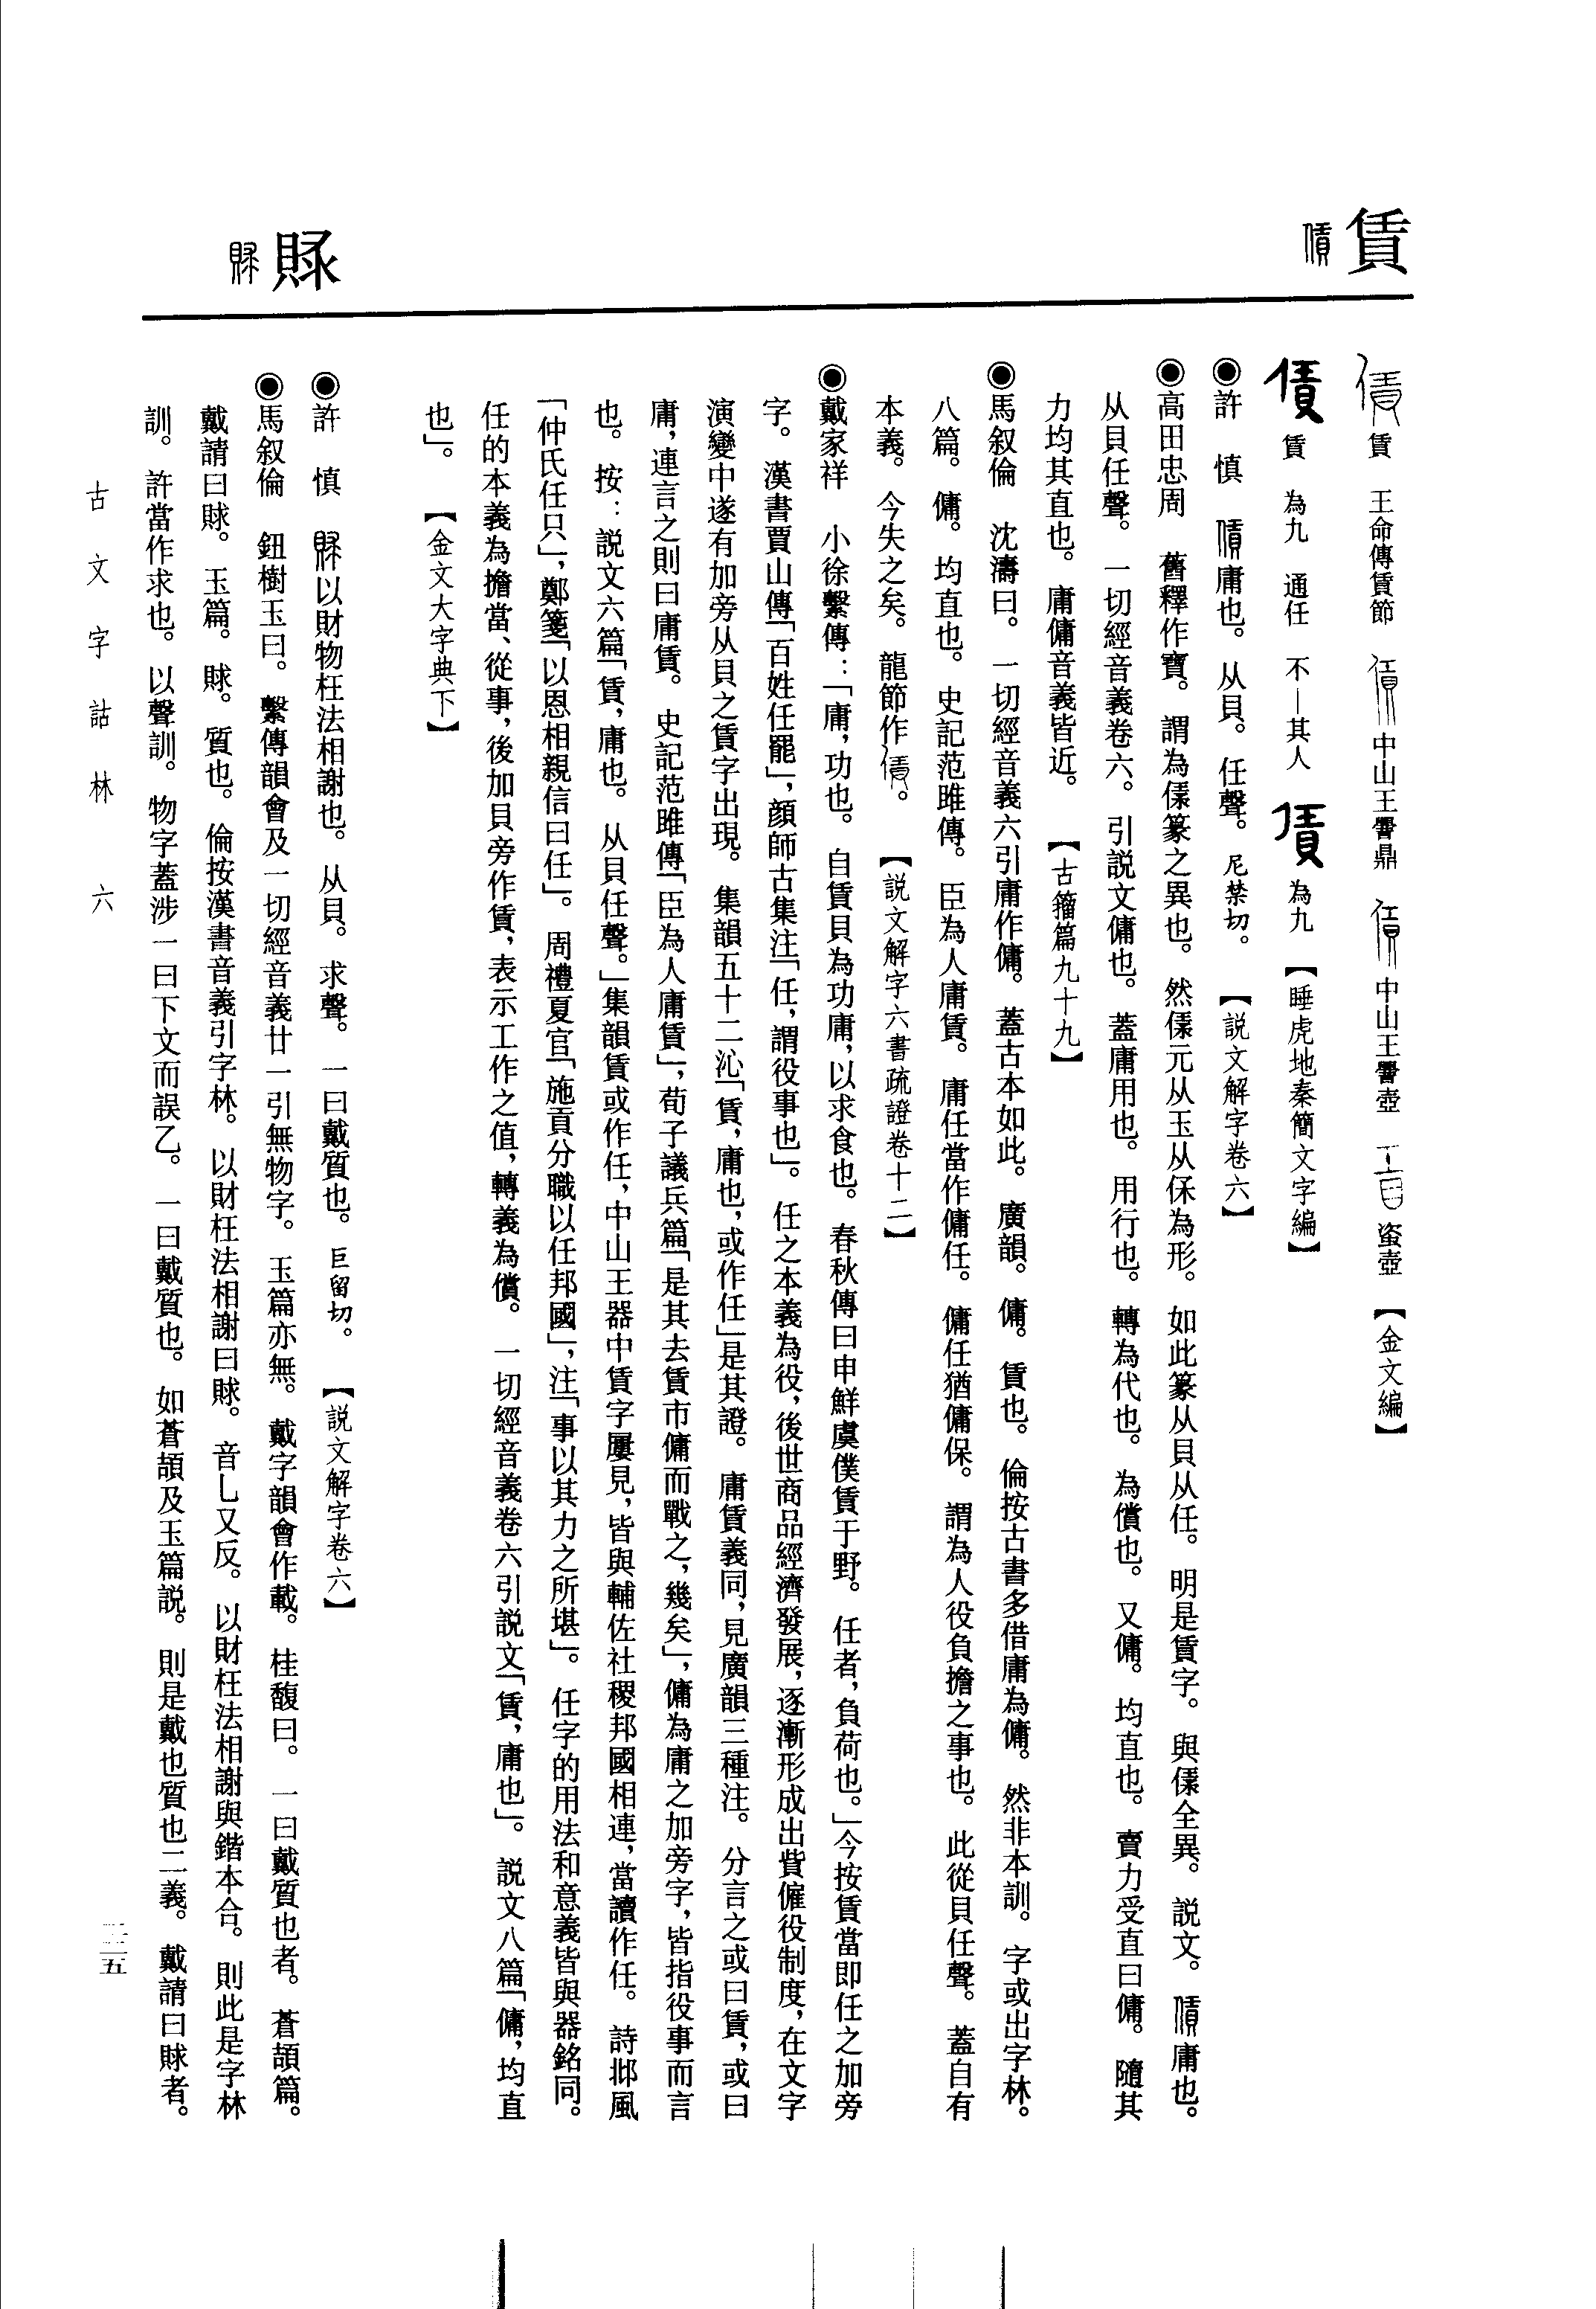 賃
賃 王命傳賃節 中山王𰯼鼎 中山王𰯼壺 䇺壺 【金文編】
賃 為九 通任 不—其人 為九 【睡虎地秦簡文字編】
◉許 慎 庸也。从貝。任聲。尼禁切。 【説文解字卷六】
◉高田忠周 舊釋作寶。謂為㻔篆之異也。然元从玉从㑒為形。如此篆从貝从任。明是賃字。與全異。説文。庸也。
从貝任聲。一切經音義卷六。引説文傭也。蓋庸用也。用行也。轉為代也。為償也。又傭。均直也。賣力受直曰傭。隨其
力均其直也。庸傭音義皆近。 【古籀篇九十九】
◉馬叙倫 沈濤曰。一切經音義六引庸作傭。蓋古本如此。廣韻。傭。賃也。倫按古書多借庸為傭。然非本訓。字或出字林。
八篇。傭。均直也。史記范雎傳。臣為人庸賃。庸任當作傭任。傭任猶傭保。謂為人役負擔之事也。此從貝任聲。蓋自有
本義。今失之矣。龍節作。 【説文解字六書疏證卷十二】
◉戴家祥 小徐繫傳：「庸，功也。自賃貝為功庸，以求食也。春秋傳曰申鮮虞僕賃于野。任者，負荷也。」今按賃當即任之加旁
字。漢書賈山傳「百姓任罷」，顔師古集注「任，謂役事也」。任之本義為役，後世商品經濟發展，逐漸形成出貲僱役制度，在文字
演變中遂有加旁从貝之賃字出現。集韻五十二沁「賃，庸也，或作任」是其證。庸賃義同，見廣韻三種注。分言之或曰賃，或曰
庸，連言之則曰庸賃。史記范雎傳「臣為人庸賃」，荀子議兵篇「是其去賃市傭而戰之，幾矣」，傭為庸之加旁字，皆指役事而言
也。按：説文六篇「賃，庸也。从貝任聲。」集韻賃或作任，中山王器中賃字屢見，皆與輔佐社稷邦國相連，當讀作任。詩邶風
「仲氏任只」，鄭箋「以恩相親信曰任」。周禮夏官「施貢分職以任邦國」，注「事以其力之所堪」。任字的用法和意義皆與器銘同。
任的本義為擔當、從事，後加貝旁作賃，表示工作之值，轉義為償。一切經音義卷六引説文「賃，庸也」。説文八篇「傭，均直
也」。 【金文大字典下】
賕
◉許 慎 以財物枉法相謝也。从貝。求聲。一曰戴質也。巨留切。 【説文解字卷六】
◉馬叙倫 鈕樹玉曰。繫傳韻會及一切經音義廿一引無物字。玉篇亦無。戴字韻會作載。桂馥曰。一曰戴質也者。蒼頡篇。
戴請曰賕。玉篇。賕。質也。倫按漢書音義引字林。以財枉法相謝曰賕。音乚又反。以財枉法相謝與鍇本合。則此是字林
訓。許當作求也。以聲訓。物字蓋涉一曰下文而誤乙。一曰戴質也。如蒼頡及玉篇説。則是戴也質也二義。戴請曰賕者。
古文字詁林 六